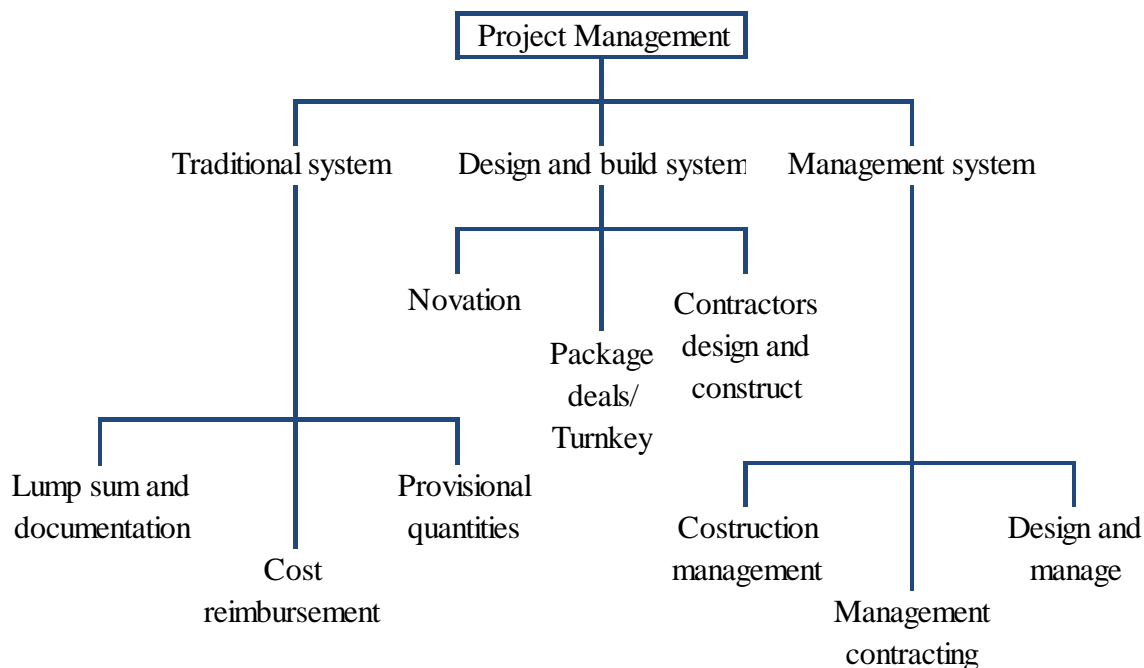 Project Management
Traditional system
Design and build system
Management system
Novation
Package
deals/
Turnkey
Contractors
design and
construct
Lump sum and
documentation
Cost
reimbursement
Provisional
quantities
Costruction
management
Management
contracting
Design and
manage